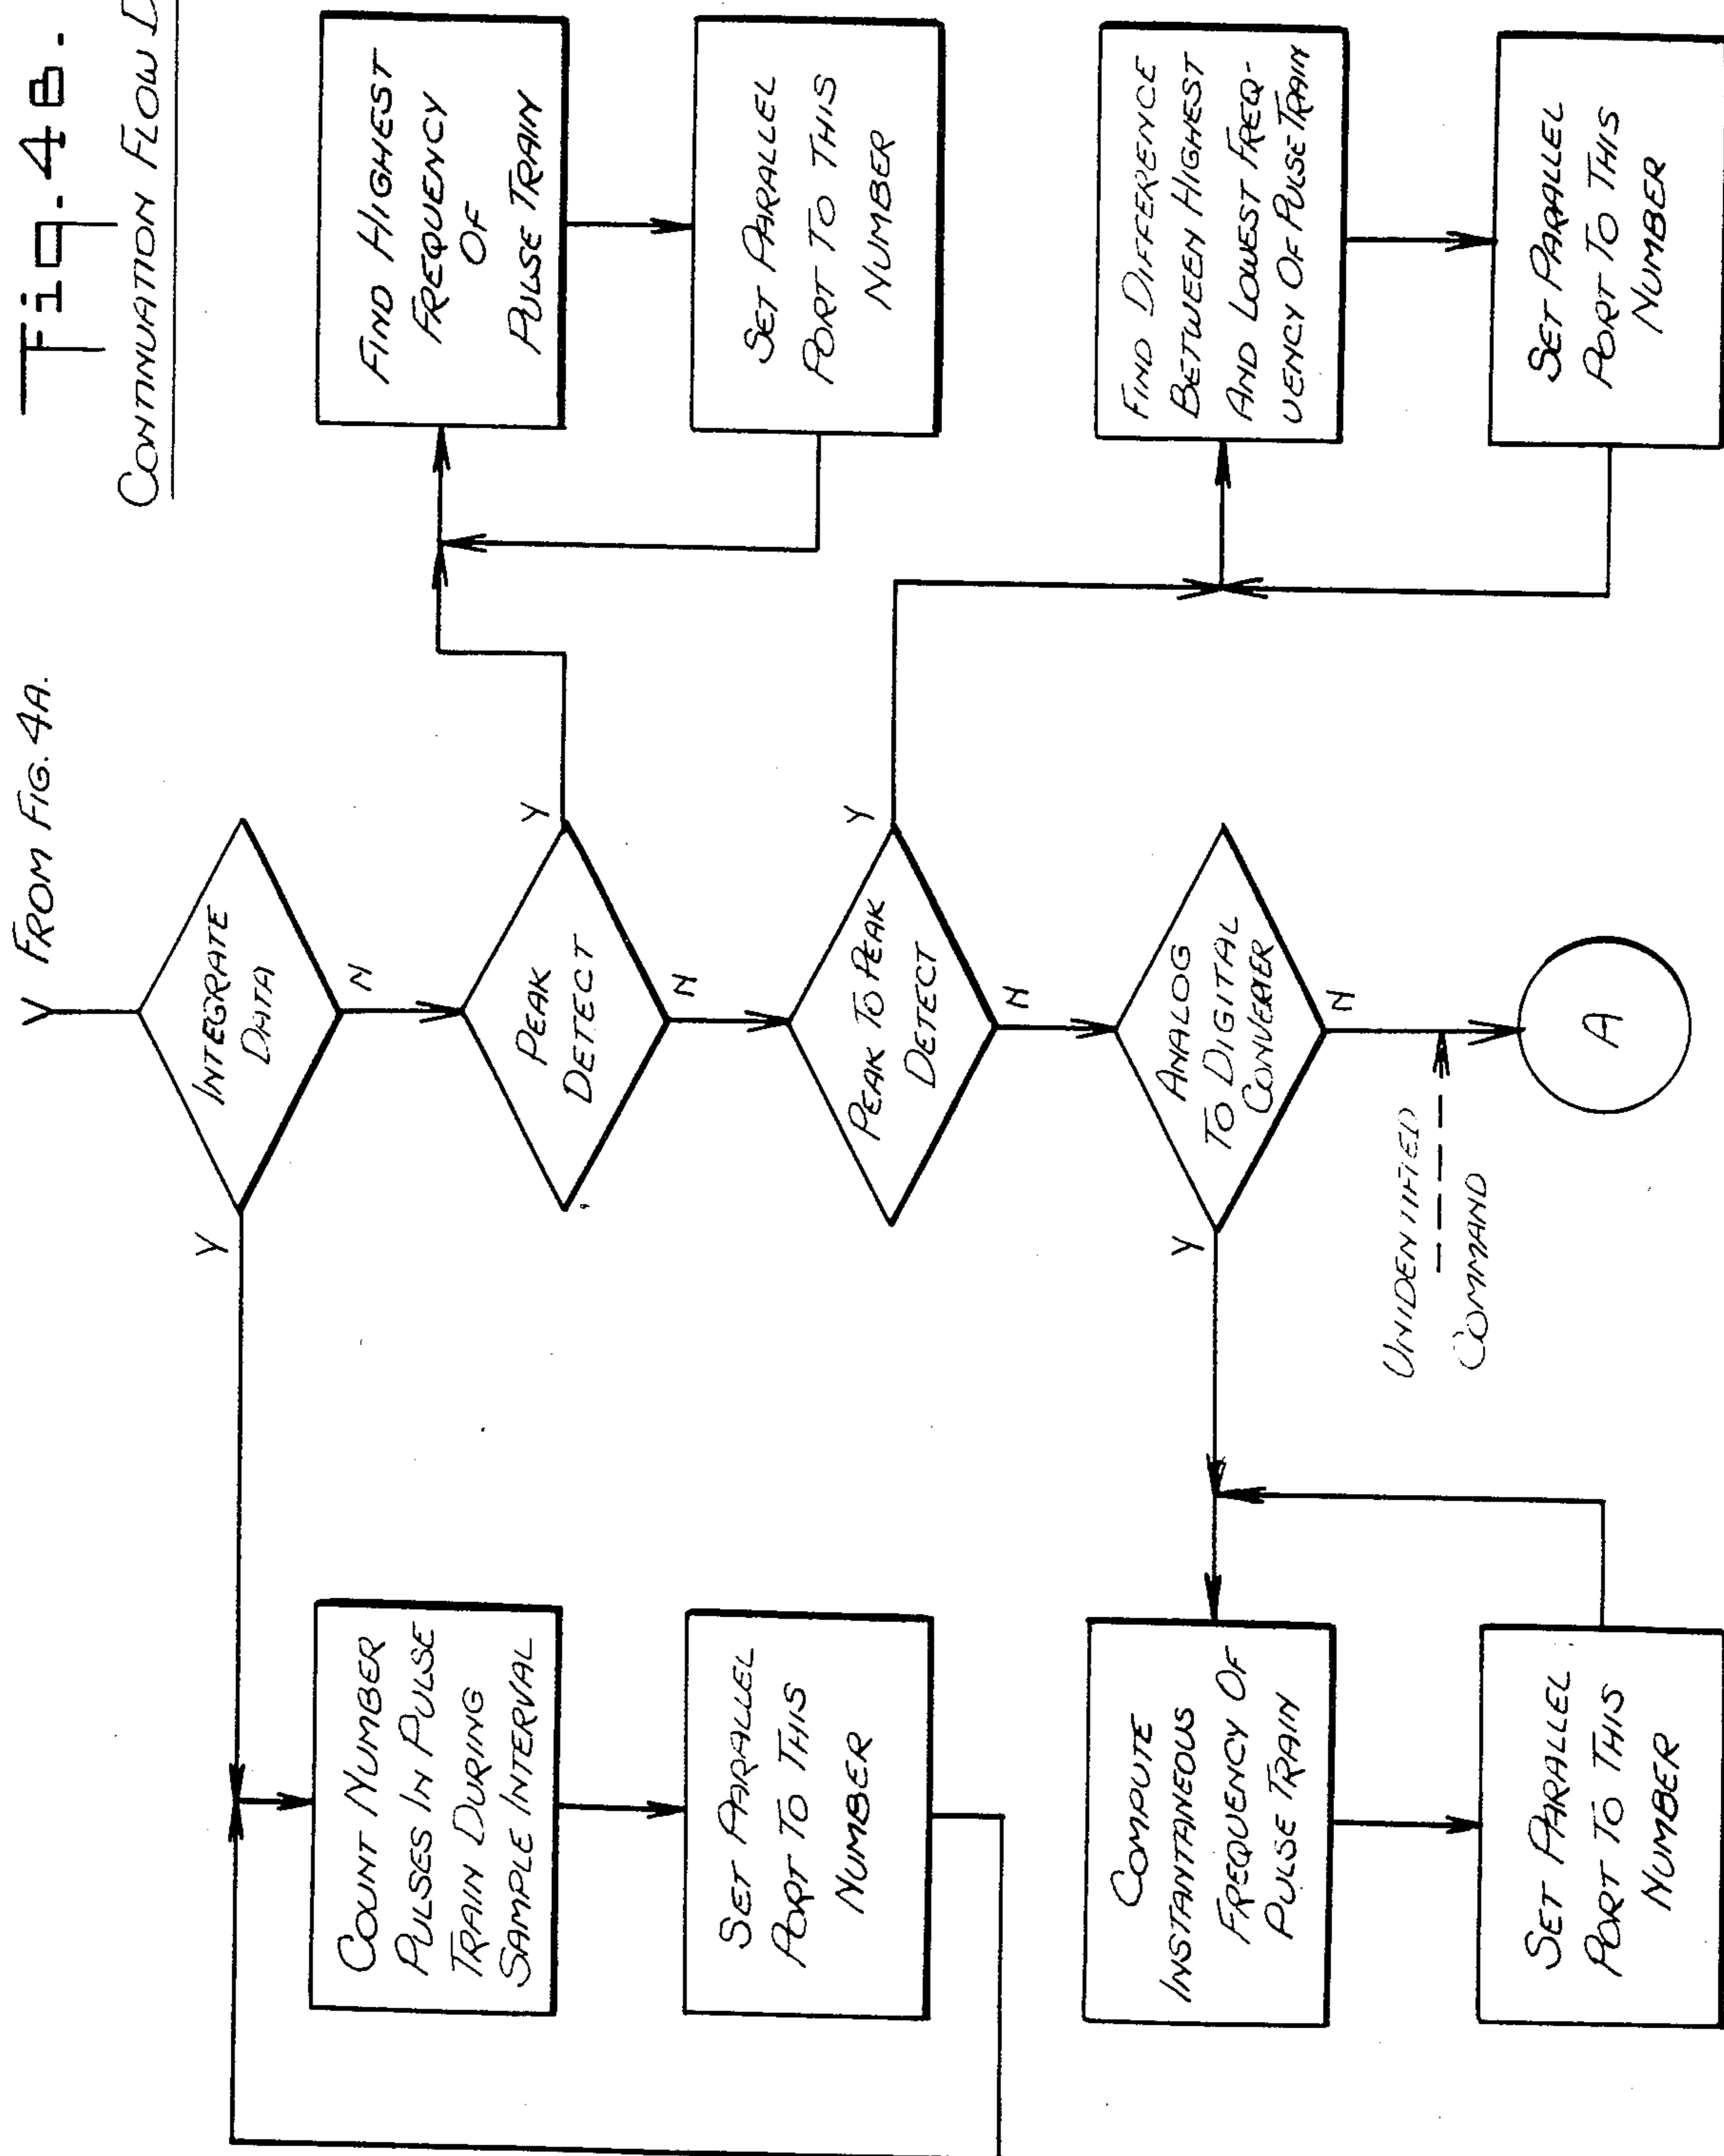 Fig. 4B.
CONTINUATION FLOW
FROM FIG. 4A.
Y
INTEGRATE
DATA
Y
N
COUNT NUMBER
PULSES IN PULSE
TRAIN DURING
SAMPLE INTERVAL
SET PARALLEL
PORT TO THIS
NUMBER
PEAK
DETECT
Y
N
FIND HIGHEST
FREQUENCY
OF
PULSE TRAIN
SET PARALLEL
PORT TO THIS
NUMBER
PEAK TO PEAK
DETECT
Y
N
FIND DIFFERENCE
BETWEEN HIGHEST
AND LOWEST FREQ-
UENCY OF PULSE TRAIN
SET PARALLEL
PORT TO THIS
NUMBER
ANALOG
TO DIGITAL
CONVERTER
Y
N
COMPUTE
INSTANTANEOUS
FREQUENCY OF
PULSE TRAIN
SET PARALLEL
PORT TO THIS
NUMBER
UNIDENTIFIED
COMMAND
A